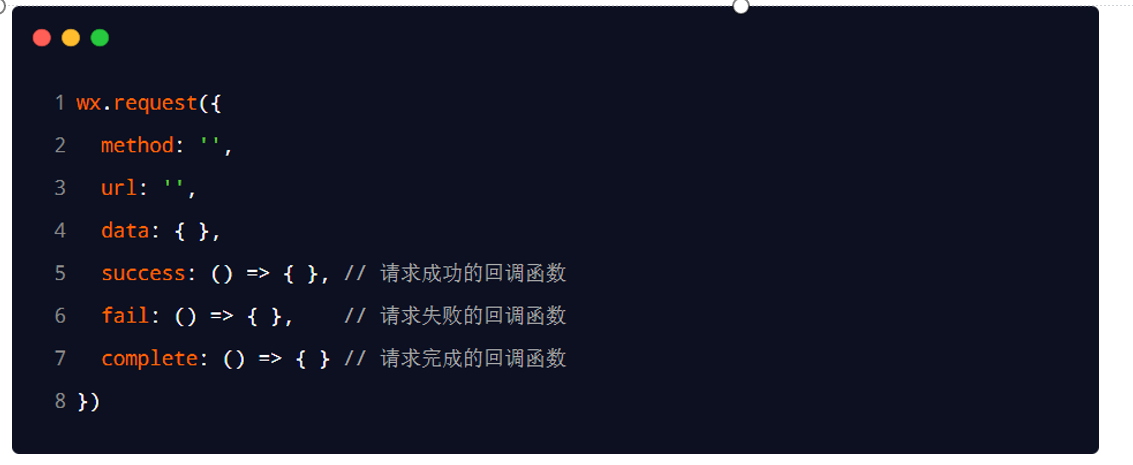 1 wx.request({
2   method: '',
3   url: '',
4   data: { },
5   success: () => { }, // 请求成功的回调函数
6   fail: () => { },    // 请求失败的回调函数
7   complete: () => { } // 请求完成的回调函数
8 })